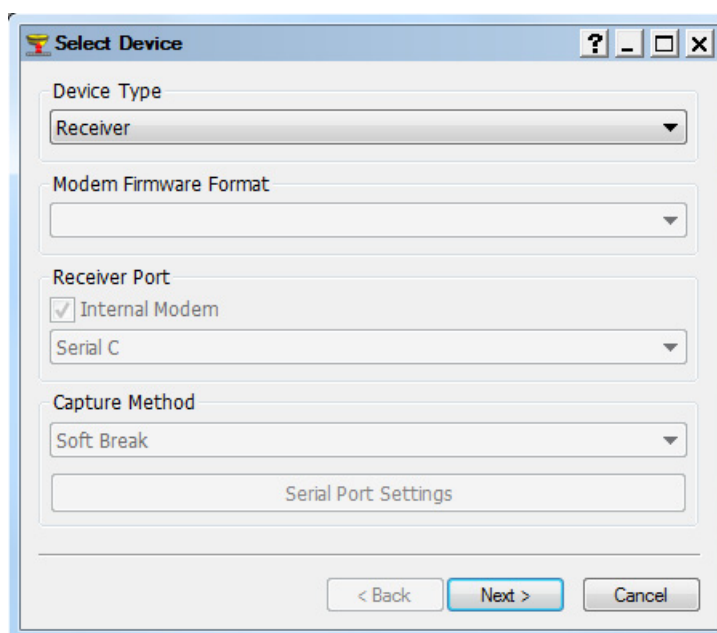 Select Device
Device Type
Receiver
Modem Firmware Format
Receiver Port
Internal Modem
Serial C
Capture Method
Soft Break
Serial Port Settings
< Back Next > Cancel